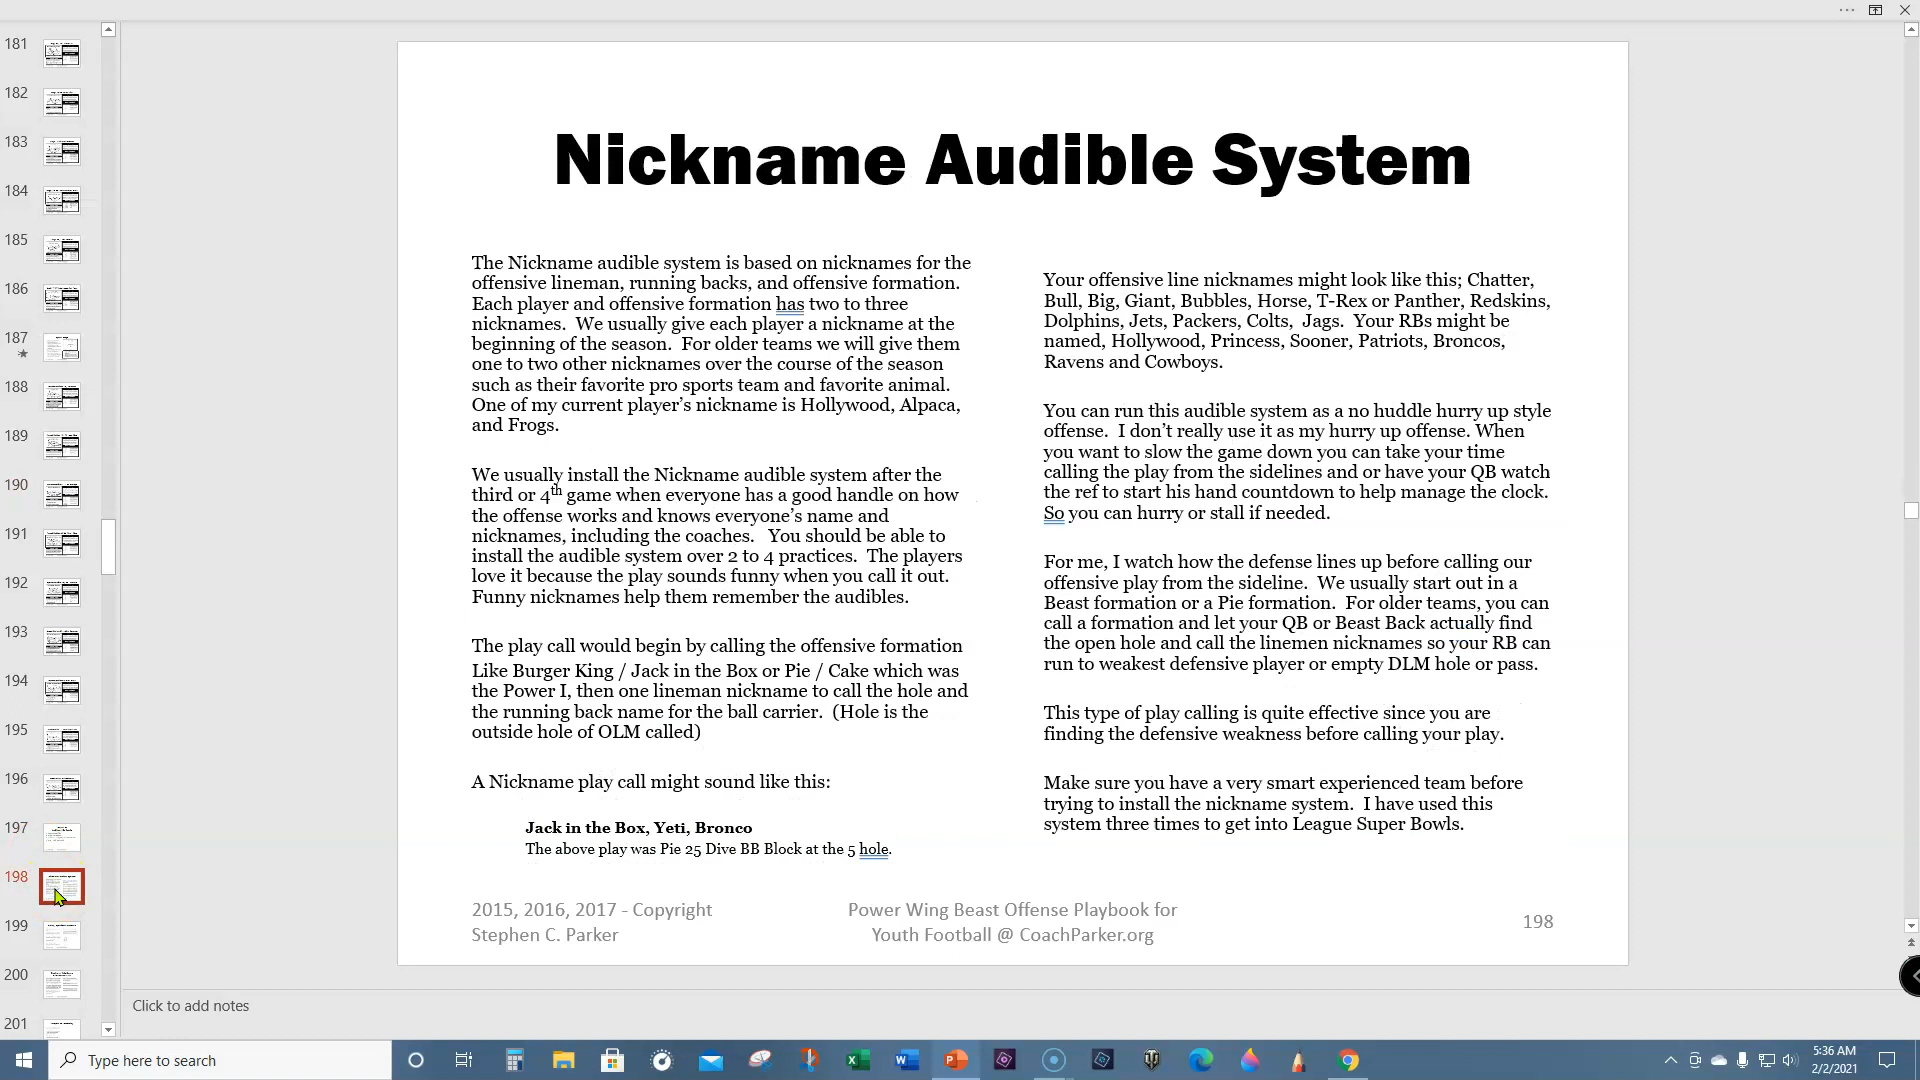 181
182
183
184
185
186
187
188
189
190
191
192
193
194
195
196
197
198
199
200
201
Nickname Audible System
The Nickname audible system is based on nicknames for the
offensive lineman, running backs, and offensive formation.
Each player and offensive formation has two to three
nicknames.  We usually give each player a nickname at the
beginning of the season.  For older teams we will give them
one to two other nicknames over the course of the season
such as their favorite pro sports team and favorite animal.
One of my current player's nickname is Hollywood, Alpaca,
and Frogs.
We usually install the Nickname audible system after the
third or 4th game when everyone has a good handle on how
the offense works and knows everyone's name and
nicknames, including the coaches.   You should be able to
install the audible system over 2 to 4 practices.  The players
love it because the play sounds funny when you call it out.
Funny nicknames help them remember the audibles.
The play call would begin by calling the offensive formation
Like Burger King / Jack in the Box or Pie / Cake which was
the Power I, then one lineman nickname to call the hole and
the running back name for the ball carrier.  (Hole is the
outside hole of OLM called)
A Nickname play call might sound like this:
Jack in the Box, Yeti, Bronco
The above play was Pie 25 Dive BB Block at the 5 hole.
Your offensive line nicknames might look like this; Chatter,
Bull, Big, Giant, Bubbles, Horse, T-Rex or Panther, Redskins,
Dolphins, Jets, Packers, Colts,  Jags.  Your RBs might be
named, Hollywood, Princess, Sooner, Patriots, Broncos,
Ravens and Cowboys.
You can run this audible system as a no huddle hurry up style
offense.  I don't really use it as my hurry up offense. When
you want to slow the game down you can take your time
calling the play from the sidelines and or have your QB watch
the ref to start his hand countdown to help manage the clock.
So you can hurry or stall if needed.
For me, I watch how the defense lines up before calling our
offensive play from the sideline.  We usually start out in a
Beast formation or a Pie formation.  For older teams, you can
call a formation and let your QB or Beast Back actually find
the open hole and call the linemen nicknames so your RB can
run to weakest defensive player or empty DLM hole or pass.
This type of play calling is quite effective since you are
finding the defensive weakness before calling your play.
Make sure you have a very smart experienced team before
trying to install the nickname system.  I have used this
system three times to get into League Super Bowls.
2015, 2016, 2017 - Copyright
Stephen C. Parker
Power Wing Beast Offense Playbook for
Youth Football @ CoachParker.org
198
Click to add notes
Type here to search
5:36 AM
2/2/2021